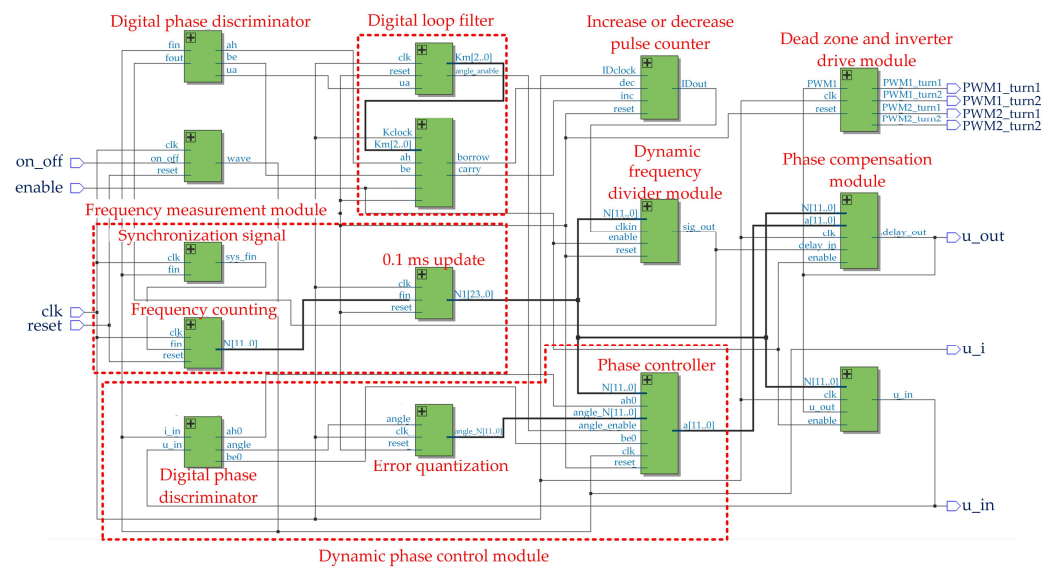 Digital phase discriminator
fin
fout
ah
be
ua
Digital loop filter
clk
reset
ua
Km[2..0]
angle_anable
Kclock
Km[2..0]
ah
be
borrow
carry
Increase or decrease
pulse counter
IDclock
dec
inc
reset
IDout
Dead zone and inverter
drive module
PWM1
clk
reset
PWM1_turn1
PWM1_turn2
PWM2_turn1
PWM2_turn2
PWM1_turn1
PWM1_turn2
PWM2_turn1
PWM2_turn2
on_off
enable
clk
on_off
reset
wave
Dynamic
frequency
divider module
N[11..0]
clkin
enable
reset
sig_out
Phase compensation
module
N[11..0]
a[11..0]
clk
delay_in
enable
delay_out
u_out
Frequency measurement module
Synchronization signal
clk
fin
sys_fin
0.1 ms update
clk
fin
reset
N1[23..0]
Frequency counting
clk
fin
reset
N[11..0]
clk
reset
u_i
Phase controller
N[11..0]
ah0
angle_N[11..0]
angle_enable
be0
clk
reset
a[11..0]
N[11..0]
clk
u_out
enable
u_in
i_in
u_in
ah0
angle
be0
Digital phase
discriminator
angle
clk
reset
angle_N[11..0]
Error quantization
u_in
Dynamic phase control module